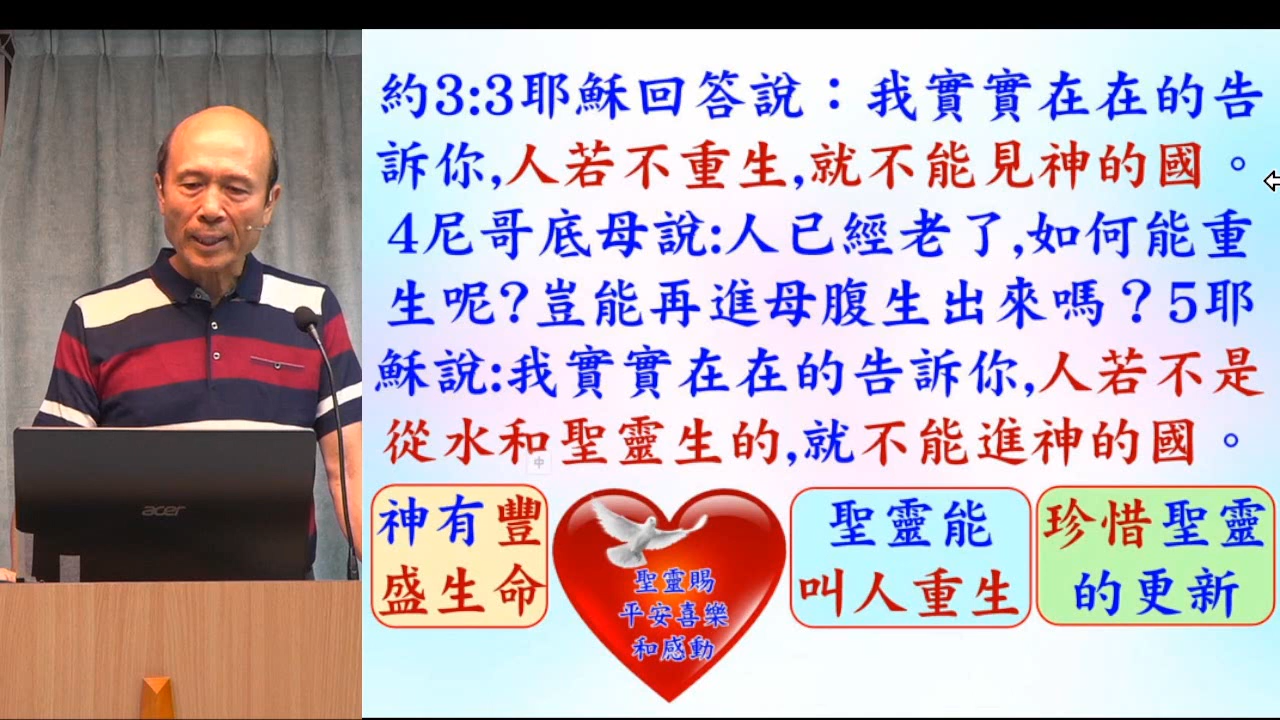 約3:3耶穌回答說：我實實在在的告
訴你,人若不重生,就不能見神的國。
4尼哥底母說:人已經老了,如何能重
生呢?豈能再進母腹生出來嗎？5耶
穌說:我實實在在的告訴你,人若不是
從水和聖靈生的,就不能進神的國。
中
神有豐
盛生命
聖靈賜
平安喜樂
和感動
聖靈能
叫人重生
珍惜聖靈
的更新
acer